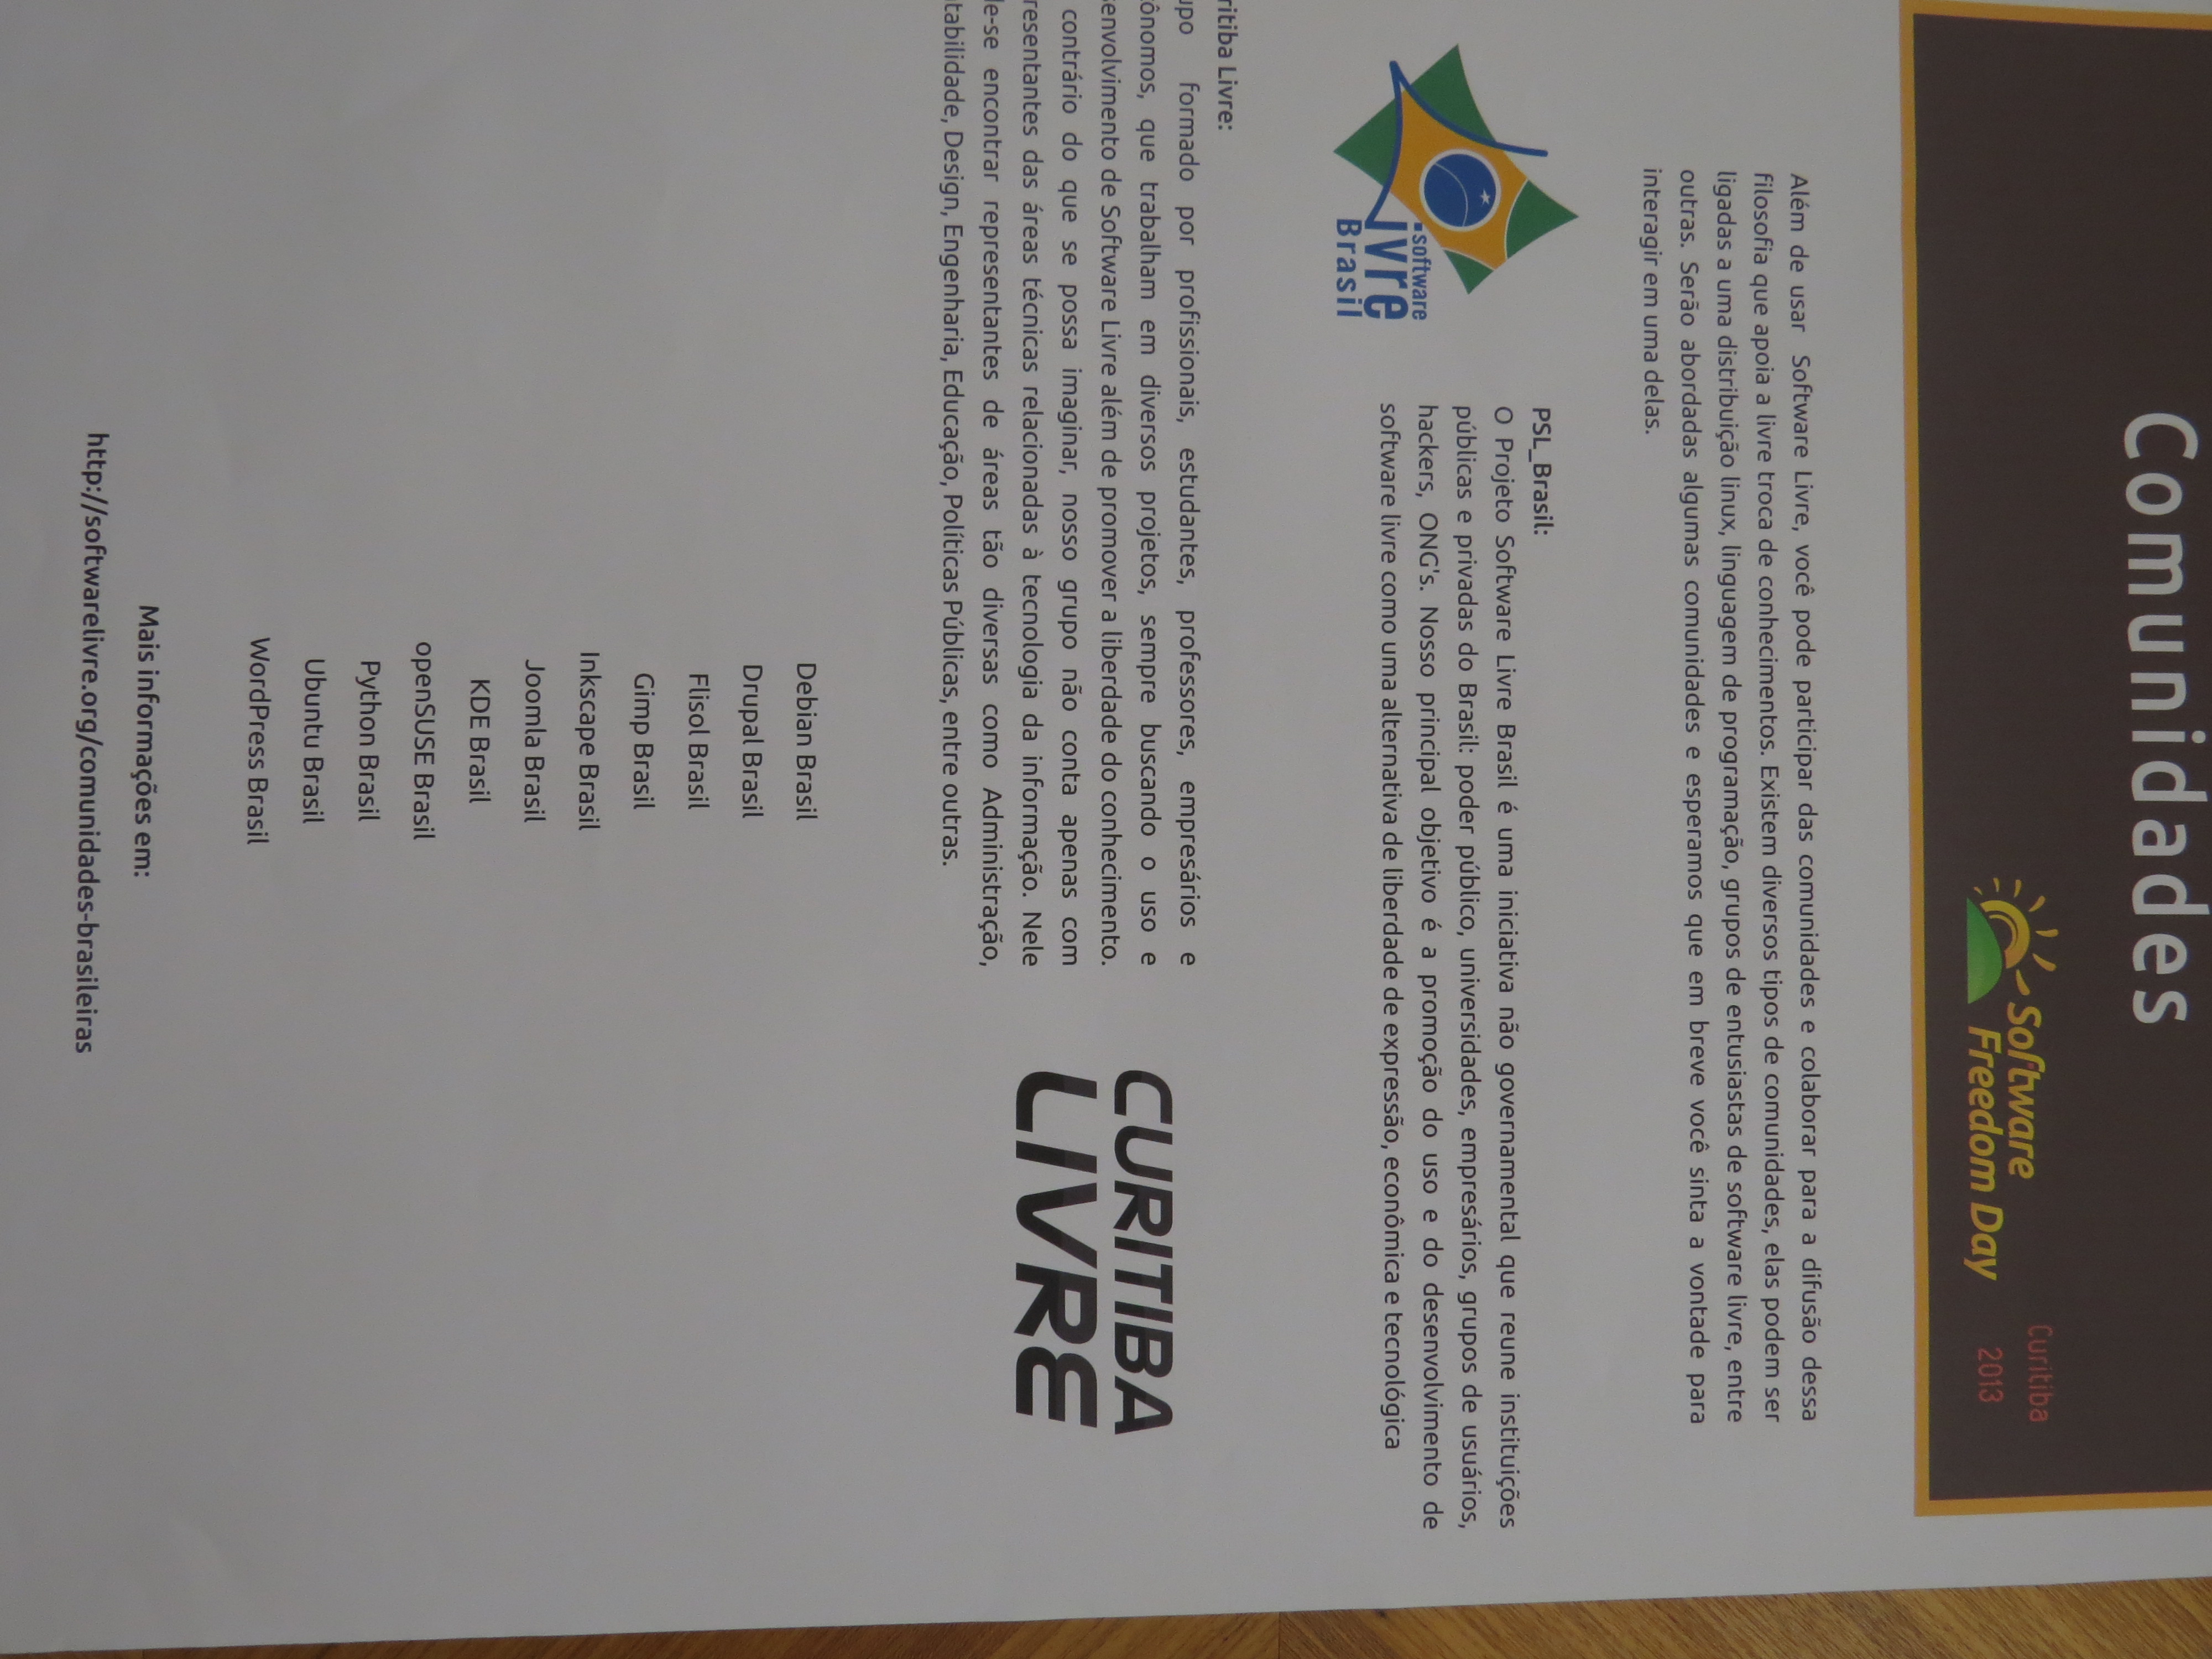 Comunidades
Software
Freedom Day
Curitiba
2013
Além de usar Software Livre, você pode participar das comunidades e colaborar para a difusão dessa
filosofia que apoia a livre troca de conhecimentos. Existem diversos tipos de comunidades, elas podem ser
ligadas a uma distribuição linux, linguagem de programação, grupos de entusiastas de software livre, entre
outras. Serão abordadas algumas comunidades e esperamos que em breve você sinta a vontade para
interagir em uma delas.
software
livre
Brasil
PSL_Brasil:
O Projeto Software Livre Brasil é uma iniciativa não governamental que reune instituições
públicas e privadas do Brasil: poder público, universidades, empresários, grupos de usuários,
hackers, ONG's. Nosso principal objetivo é a promoção do uso e do desenvolvimento de
software livre como uma alternativa de liberdade de expressão, econômica e tecnológica
ritiba Livre:
upo formado por profissionais, estudantes, professores, empresários e
ônomos, que trabalham em diversos projetos, sempre buscando o uso e
senvolvimento de Software Livre além de promover a liberdade do conhecimento.
contrário do que se possa imaginar, nosso grupo não conta apenas com
resentantes das áreas técnicas relacionadas à tecnologia da informação. Nele
de-se encontrar representantes de áreas tão diversas como Administração,
ntabilidade, Design, Engenharia, Educação, Políticas Públicas, entre outras.
CURITIBA
LIVRE
Debian Brasil
Drupal Brasil
Flisol Brasil
Gimp Brasil
Inkscape Brasil
Joomla Brasil
KDE Brasil
openSUSE Brasil
Python Brasil
Ubuntu Brasil
WordPress Brasil
Mais informações em:
http://softwarelivre.org/comunidades-brasileiras